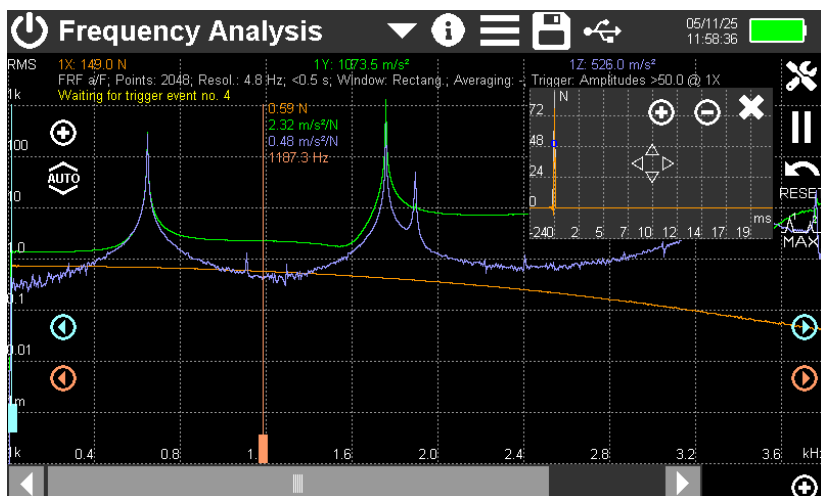 Frequency Analysis
05/11/25
11:58:36
RMS 1X: 149.0 N 1Y: 1073.5 m/s² 1Z: 526.0 m/s²
FRF a/F; Points: 2048; Resol.: 4.8 Hz; <0.5 s; Window: Rectang.; Averaging: -; Trigger: Amplitudes >50.0 @ 1X
Waiting for trigger event no. 4
1k
0.59 N
2.32 m/s²/N
0.48 m/s²/N
1187.3 Hz
N
72
48
24
0
ms
-24 0 2 5 7 10 12 14 17 19
100
AUTO
10
RESET
1.0
MAX
0.1
0.01
1m
1k 0.4 0.8 1. 1.6 2.0 2.4 2.8 3.2 3.6 kHz